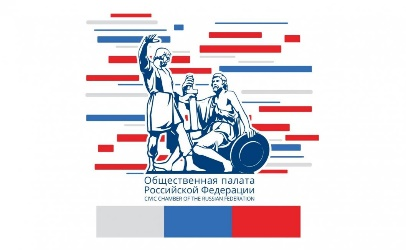 Общественная палата
Российской Федерации
CIVIC CHAMBER OF THE RUSSIAN FEDERATION